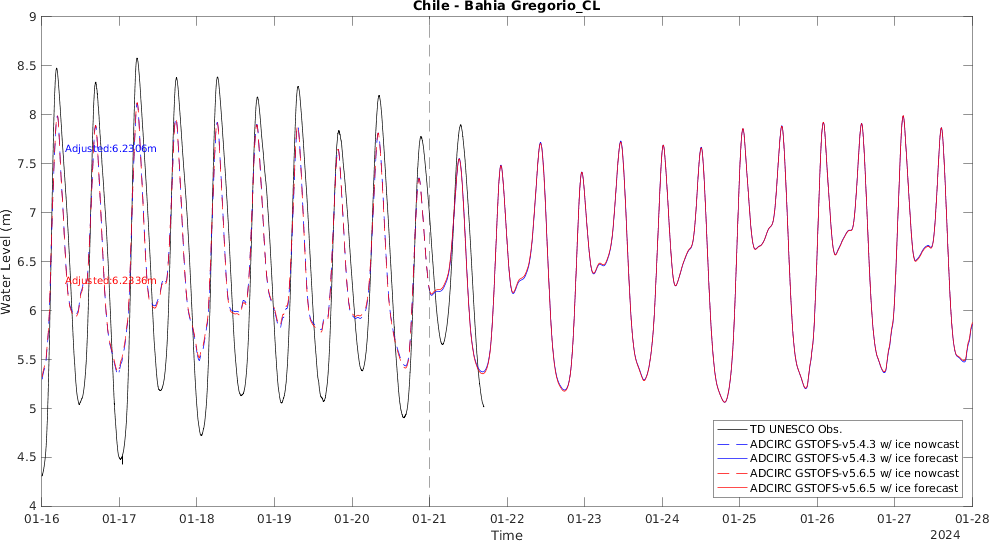 Chile - Bahia Gregorio_CL
Water Level (m)
9
8.5
8
7.5
7
6.5
6
5.5
5
4.5
4
Adjusted:6.2306m
Adjusted:6.2336m
TD UNESCO Obs.
ADCIRC GSTOFS-v5.4.3 w/ ice nowcast
ADCIRC GSTOFS-v5.4.3 w/ ice forecast
ADCIRC GSTOFS-v5.6.5 w/ ice nowcast
ADCIRC GSTOFS-v5.6.5 w/ ice forecast
01-16 01-17 01-18 01-19 01-20 01-21 01-22 01-23 01-24 01-25 01-26 01-27 01-28
Time
2024